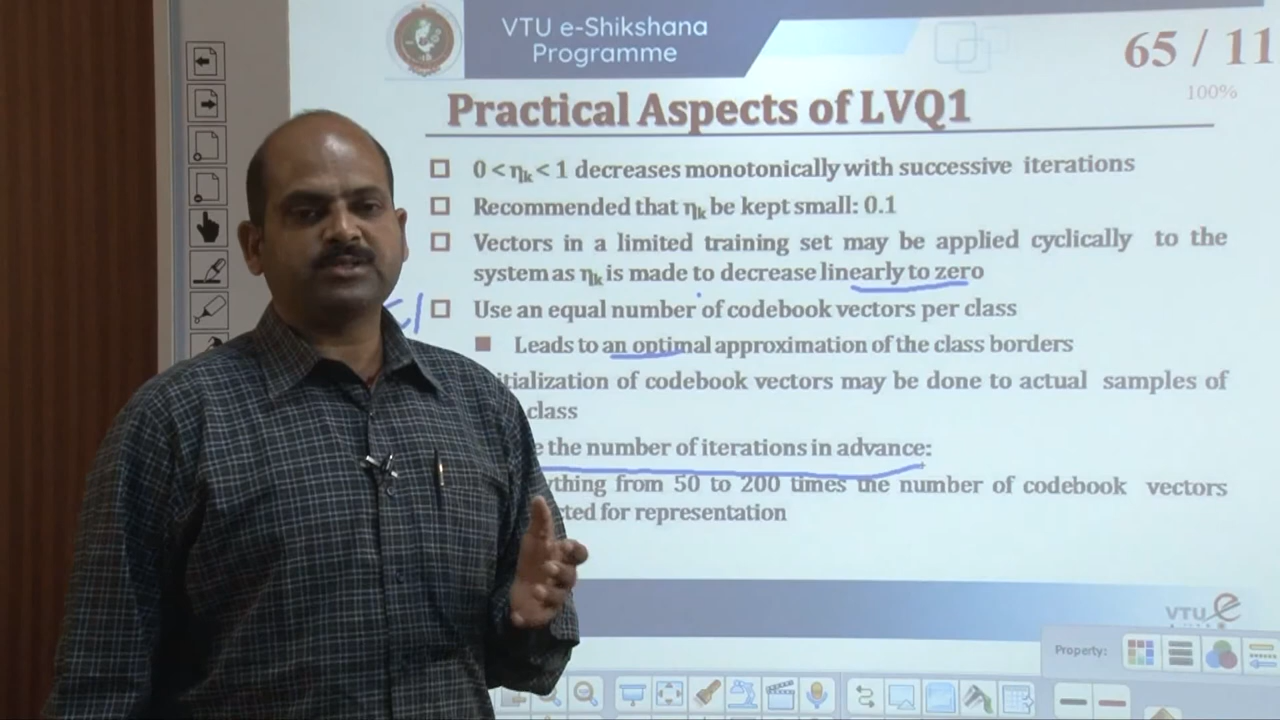 VTU e-Shikshana
Programme
65 / 11
100%
Practical Aspects of LVQ1
0 < ηk < 1 decreases monotonically with successive iterations
Recommended that ηk be kept small: 0.1
Vectors in a limited training set may be applied cyclically to the
system as ηk is made to decrease linearly to zero
Use an equal number of codebook vectors per class
Leads to an optimal approximation of the class borders
itialization of codebook vectors may be done to actual samples of
class
the number of iterations in advance:
ything from 50 to 200 times the number of codebook vectors
cted for representation
VTU e
Property: